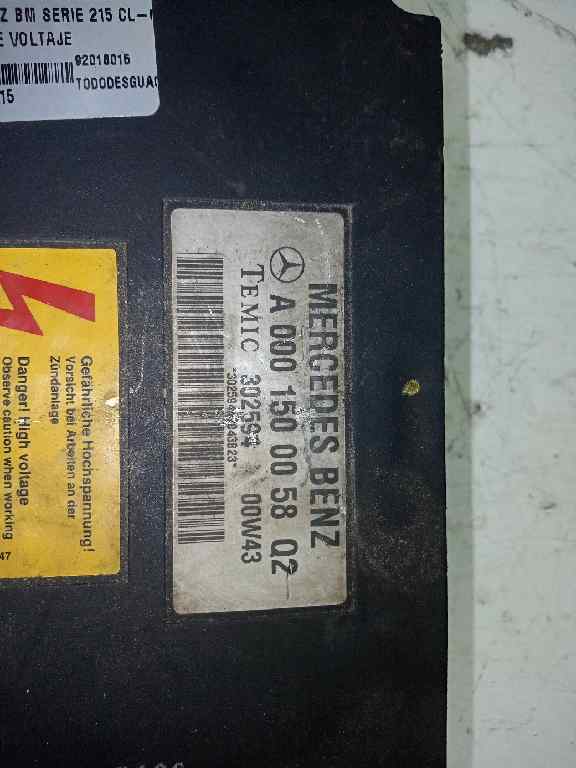 Z BM SERIE 215 CL-
E VOLTAJE
92018015
TODODESGUAC
15
MERCEDES BENZ
A 000 150 00 58 Q2
TEMIC 302594 00W43
Gefährliche Hochspannung!
Vorsicht bei Arbeiten an der
Zündanlage
Danger! High voltage
Observe caution when working
47